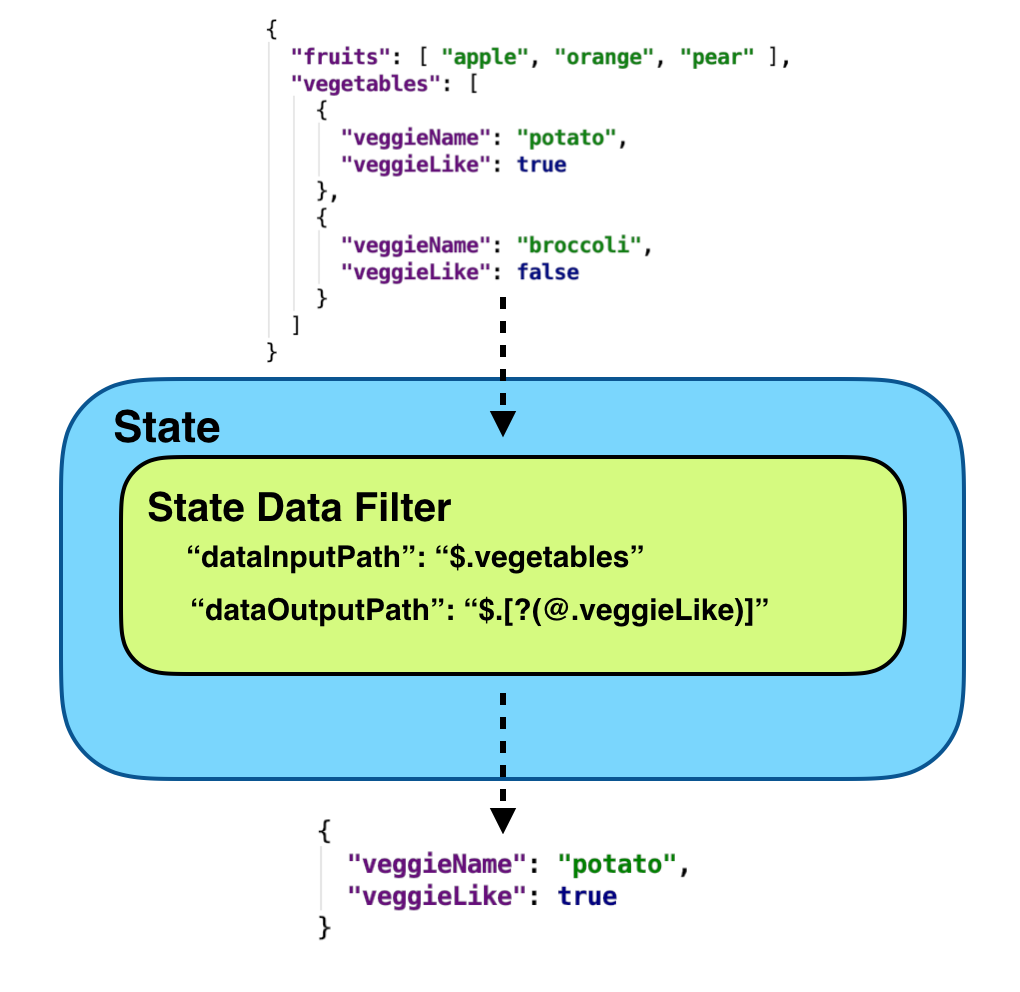 {
"fruits": [ "apple", "orange", "pear" ],
"vegetables": [
{
"veggieName": "potato",
"veggieLike": true
},
{
"veggieName": "broccoli",
"veggieLike": false
}
]
}
State
State Data Filter
“dataInputPath”: “$.vegetables”
“dataOutputPath”: “$.[?(@.veggieLike)]”
{
"veggieName": "potato",
"veggieLike": true
}